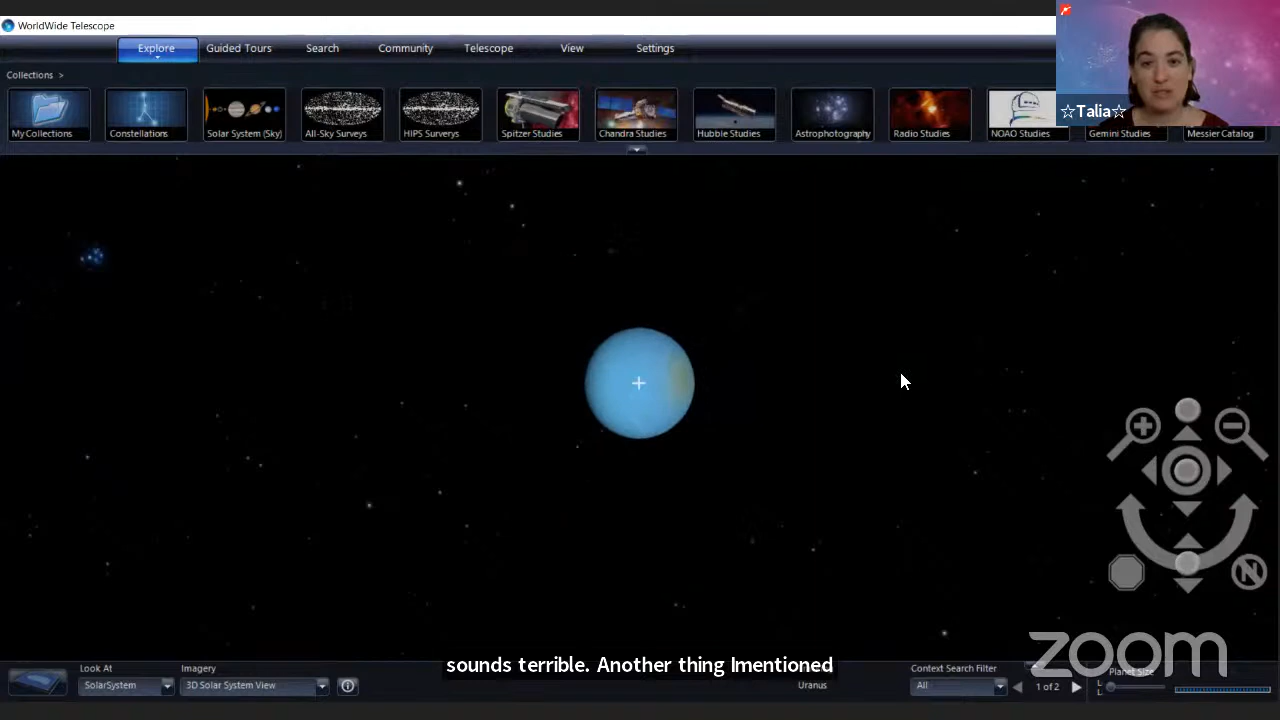 WorldWide Telescope
Explore Guided Tours Search Community Telescope View Settings
☆Talia☆
Collections >
My Collections Constellations Solar System (Sky) All-Sky Surveys HIPS Surverys Spitzer Studies Chandra Studies Hubble Studies Astrophotography Radio Studies NOAO Studies Gemini Studies Messier Catalog
N
zoom
sounds terrible. Another thing Imentioned
Look At Imagery Context Search Filter Planet Size
SolarSystem 3D Solar System View Uranus All 1 of 2